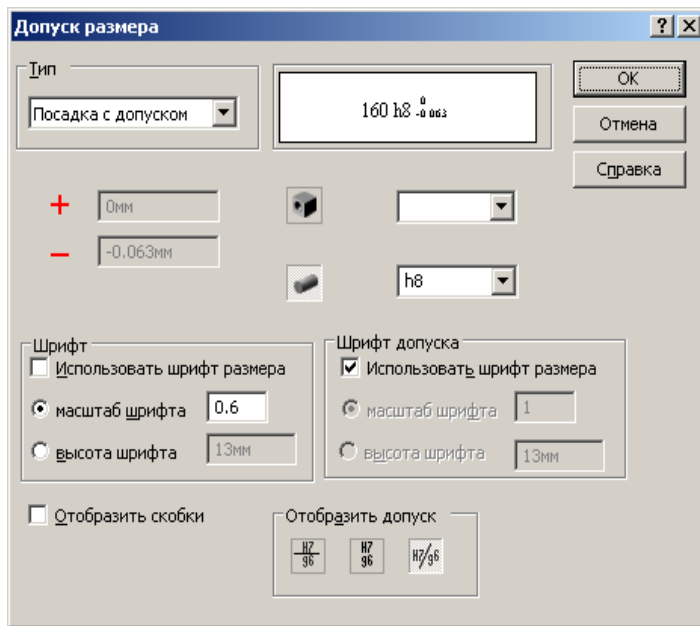 Допуск размера
Тип
Посадка с допуском
160 h8 0
-0.063
ОК
Отмена
Справка
+ 0мм
− -0.063мм
h8
Шрифт
Использовать шрифт размера
масштаб шрифта 0.6
высота шрифта 13мм
Шрифт допуска
Использовать шрифт размера
масштаб шрифта 1
высота шрифта 13мм
Отобразить скобки
Отобразить допуск
H7
g6
H7
g6
H7/g6